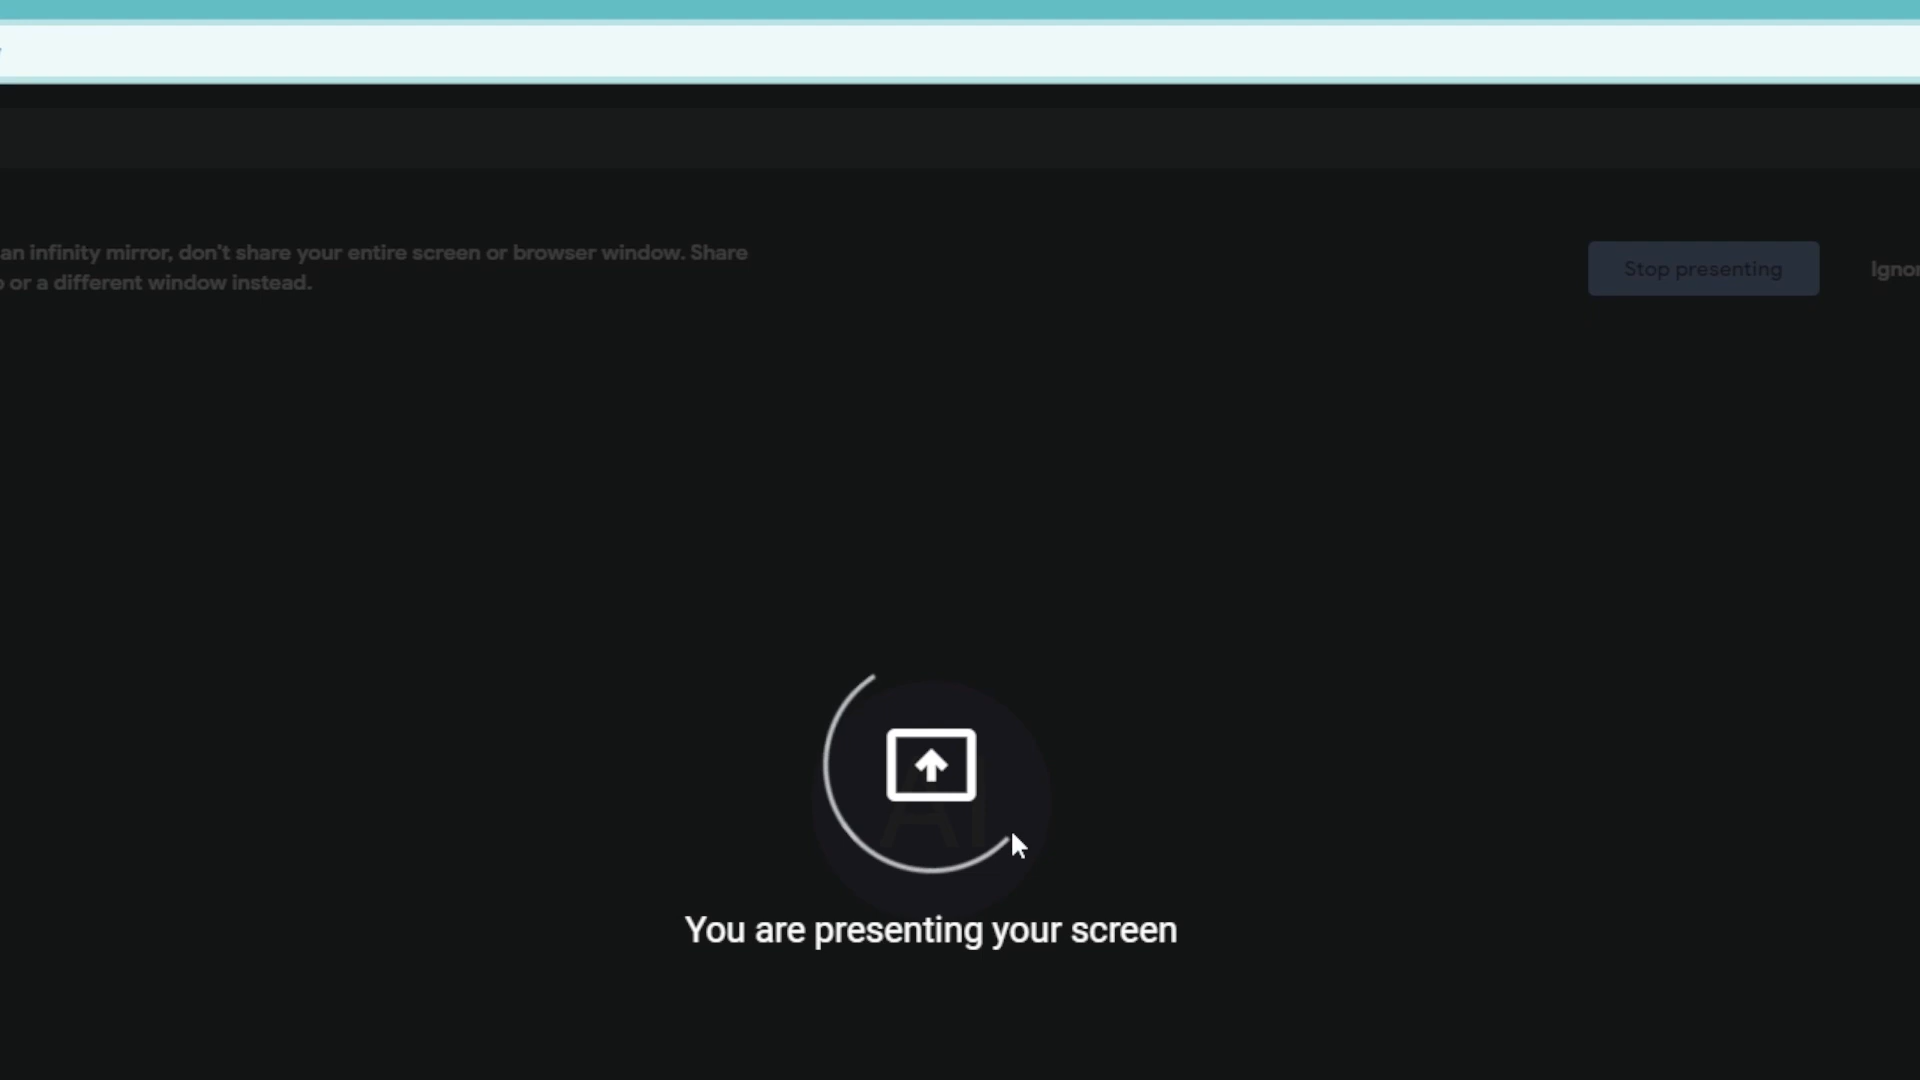 an infinity mirror, don't share your entire screen or browser window. Share
or a different window instead.
Stop presenting
AI
You are presenting your screen